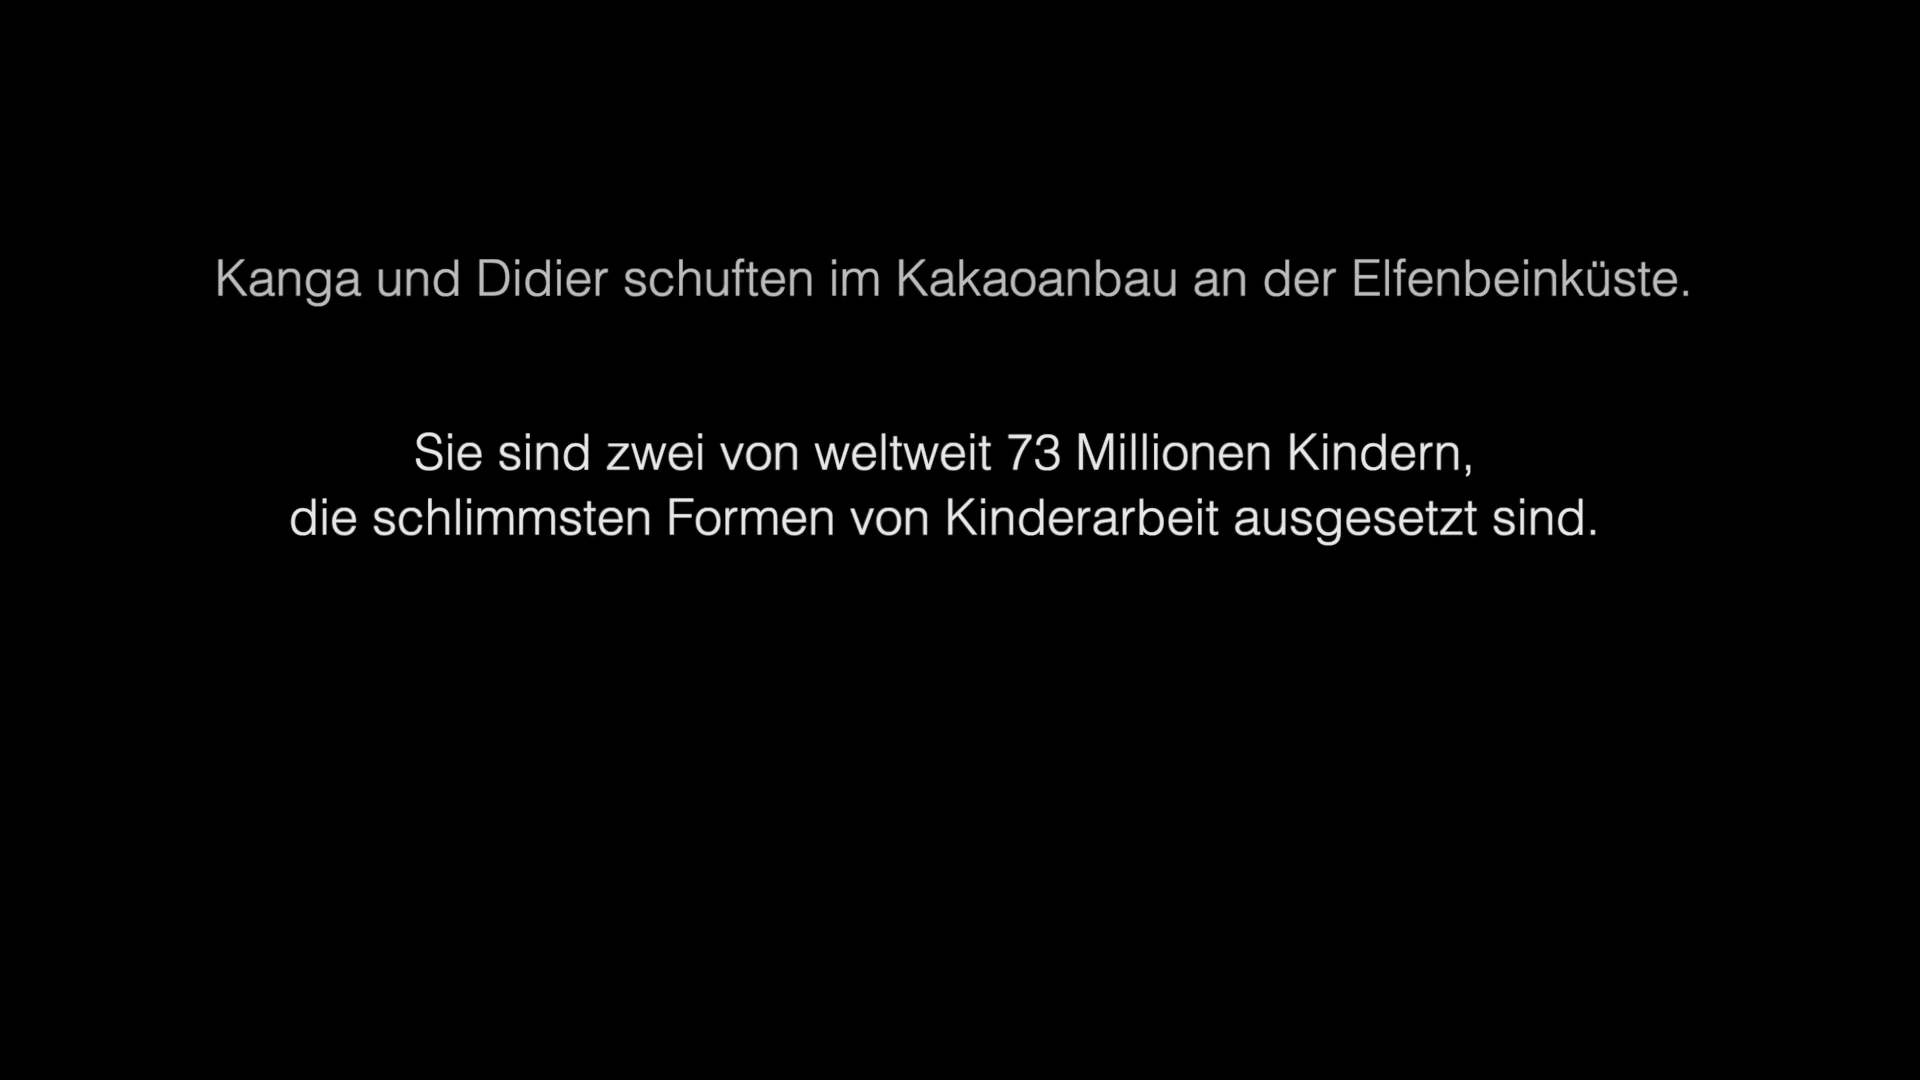 Kanga und Didier schuften im Kakaoanbau an der Elfenbeinküste.
Sie sind zwei von weltweit 73 Millionen Kindern,
die schlimmsten Formen von Kinderarbeit ausgesetzt sind.